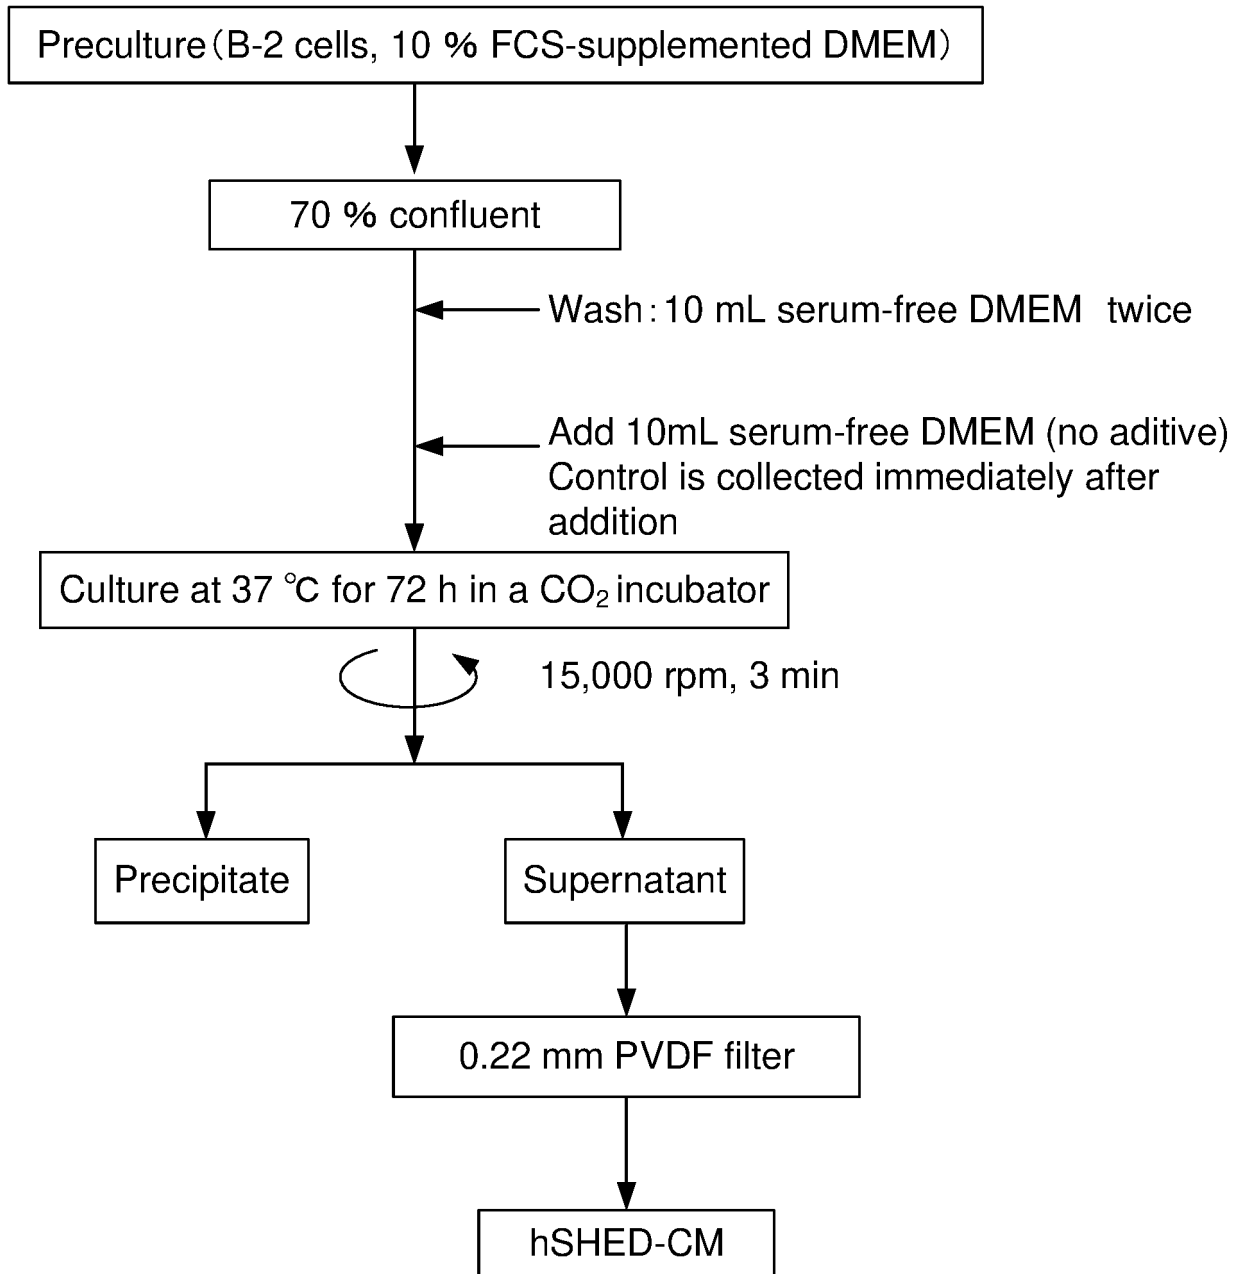 Preculture(B-2 cells, 10 % FCS-supplemented DMEM)
70 % confluent
Wash: 10 mL serum-free DMEM twice
Add 10mL serum-free DMEM (no aditive)
Control is collected immediately after
addition
Culture at 37 ℃ for 72 h in a CO₂ incubator
15,000 rpm, 3 min
Precipitate
Supernatant
0.22 mm PVDF filter
hSHED-CM